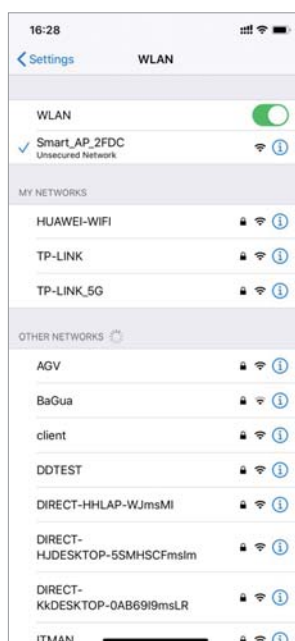 16:28
Settings
WLAN
WLAN
Smart_AP_2FDC
Unsecured Network
MY NETWORKS
HUAWEI-WIFI
TP-LINK
TP-LINK_5G
OTHER NETWORKS
AGV
BaGua
client
DDTEST
DIRECT-HHLAP-WJmsMI
DIRECT-
HJDESKTOP-5SMHSCFmsIm
DIRECT-
KkDESKTOP-0AB69I9msLR
ITMAN